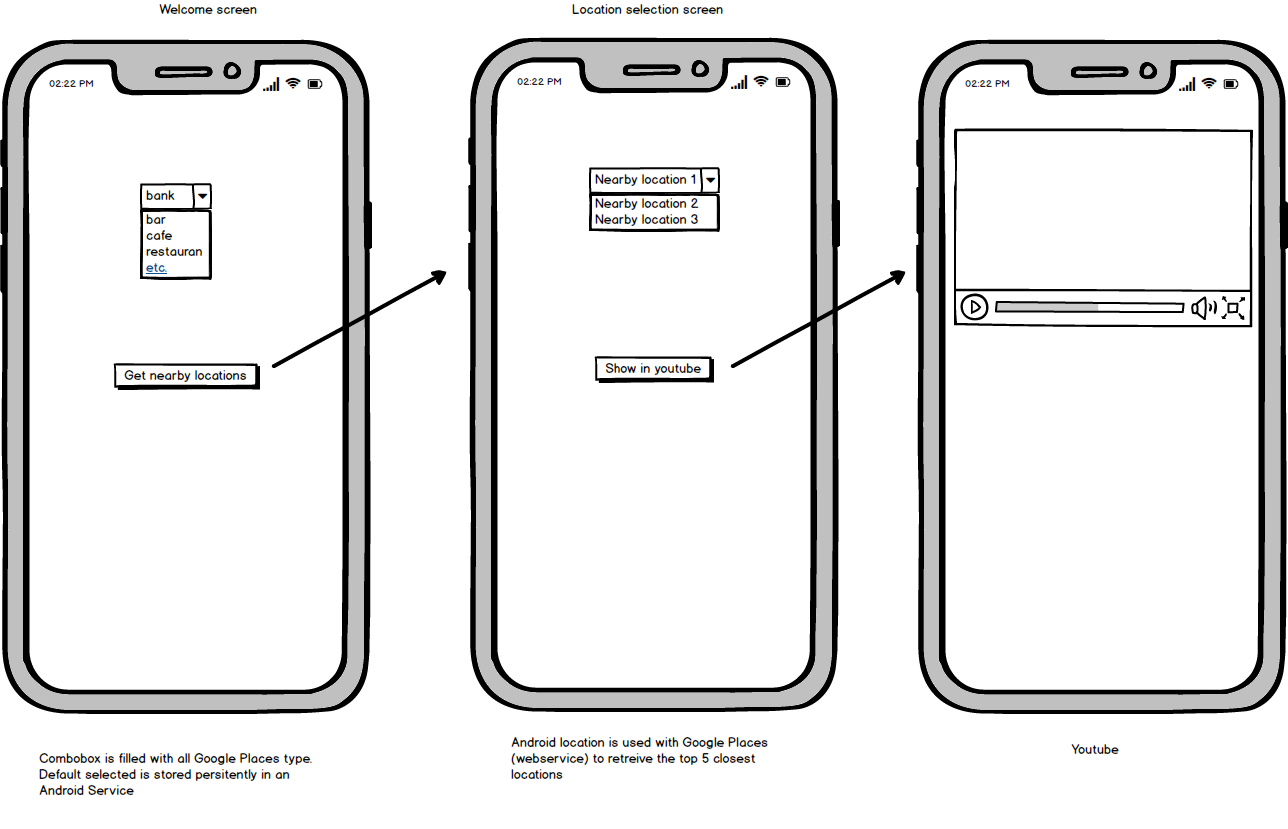 Welcome screen
Location selection screen
02:22 PM
bank
bar
cafe
restauran
etc.
Get nearby locations
02:22 PM
Nearby location 1
Nearby location 2
Nearby location 3
Show in youtube
02:22 PM
Combobox is filled with all Google Places type.
Default selected is stored persitently in an
Android Service
Android location is used with Google Places
(webservice) to retreive the top 5 closest
locations
Youtube